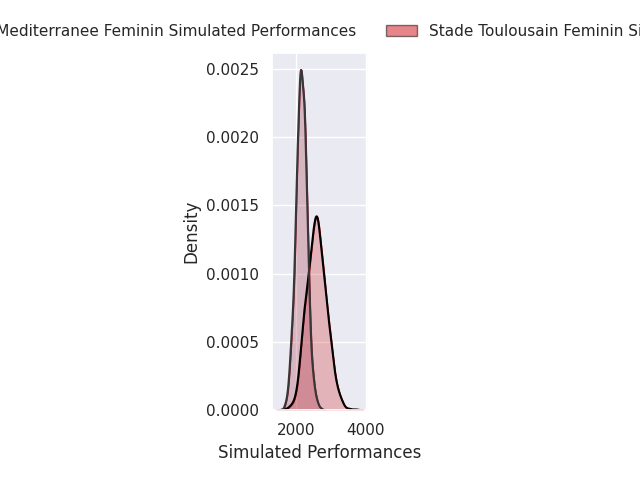 Mediterranee Feminin Simulated Performances
Stade Toulousain Feminin
0.0025
0.0020
0.0015
0.0010
0.0005
0.0000
Density
2000 4000
Simulated Performances